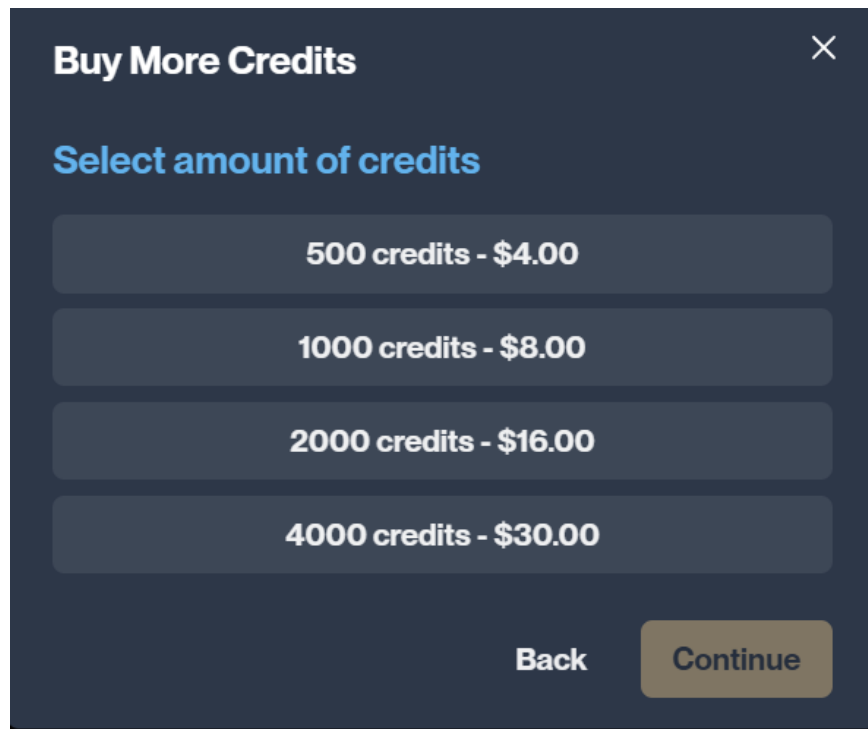 Buy More Credits
Select amount of credits
500 credits - $4.00
1000 credits - $8.00
2000 credits - $16.00
4000 credits - $30.00
Back
Continue